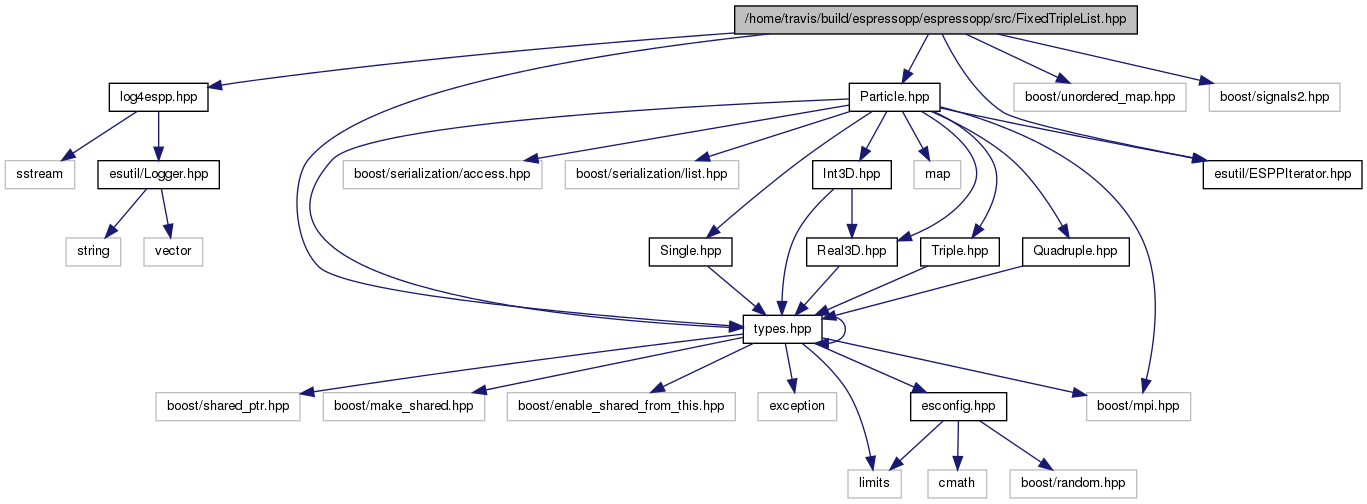 /home/travis/build/espressopp/espressopp/src/FixedTripleList.hpp
log4espp.hpp
Particle.hpp
boost/unordered_map.hpp
boost/signals2.hpp
sstream
esutil/Logger.hpp
boost/serialization/access.hpp
boost/serialization/list.hpp
Int3D.hpp
map
esutil/ESPPIterator.hpp
string
vector
Single.hpp
Real3D.hpp
Triple.hpp
Quadruple.hpp
types.hpp
boost/shared_ptr.hpp
boost/make_shared.hpp
boost/enable_shared_from_this.hpp
exception
esconfig.hpp
boost/mpi.hpp
limits
cmath
boost/random.hpp